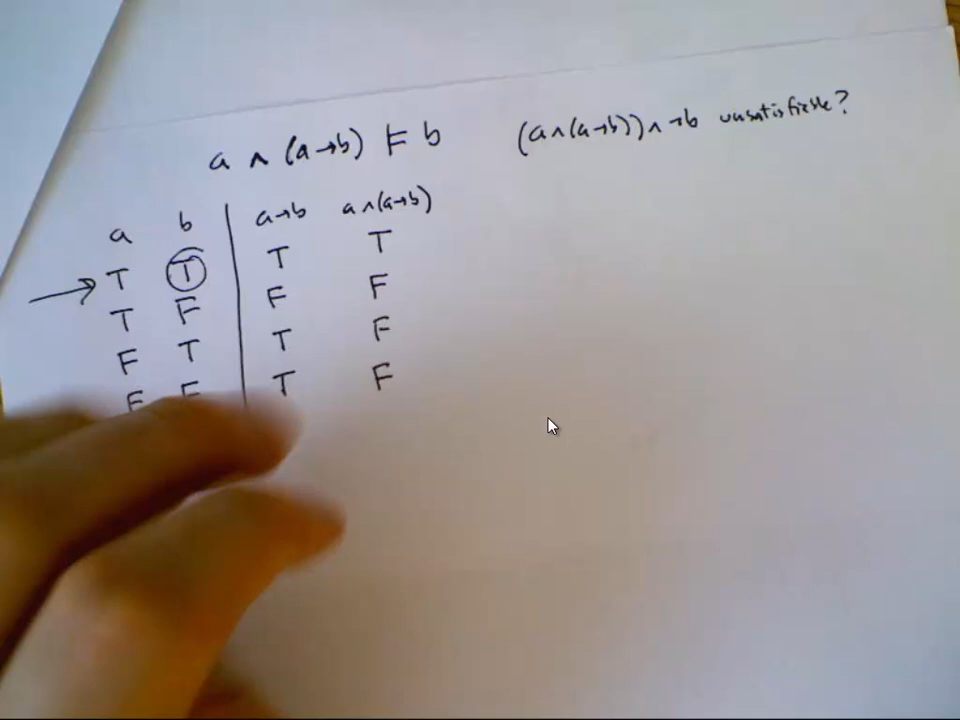 a ∧ (a→b) ⊨ b
(a∧(a→b))∧¬b unsatisfiable?
a b a→b a∧(a→b)
T T T T
T F F F
F T T F
F F T F